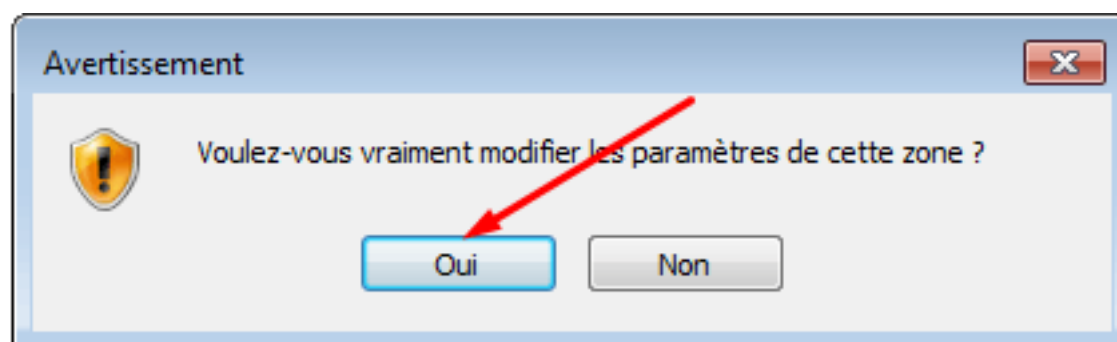 Avertissement
Voulez-vous vraiment modifier les paramètres de cette zone ?
Oui
Non